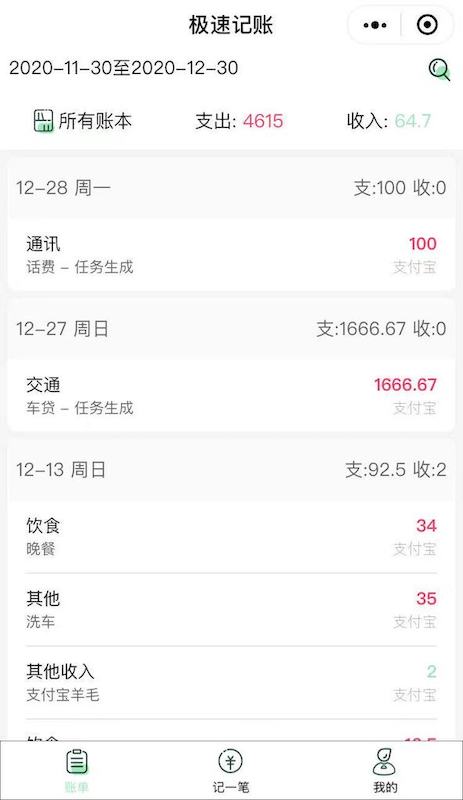 极速记账
2020-11-30至2020-12-30
所有账本 支出: 4615 收入: 64.7
12-28 周一 支:100 收:0
通讯 100
话费 - 任务生成 支付宝
12-27 周日 支:1666.67 收:0
交通 1666.67
车贷 - 任务生成 支付宝
12-13 周日 支:92.5 收:2
饮食 34
晚餐 支付宝
其他 35
洗车 支付宝
其他收入 2
支付宝羊毛 支付宝
账单 记一笔 我的